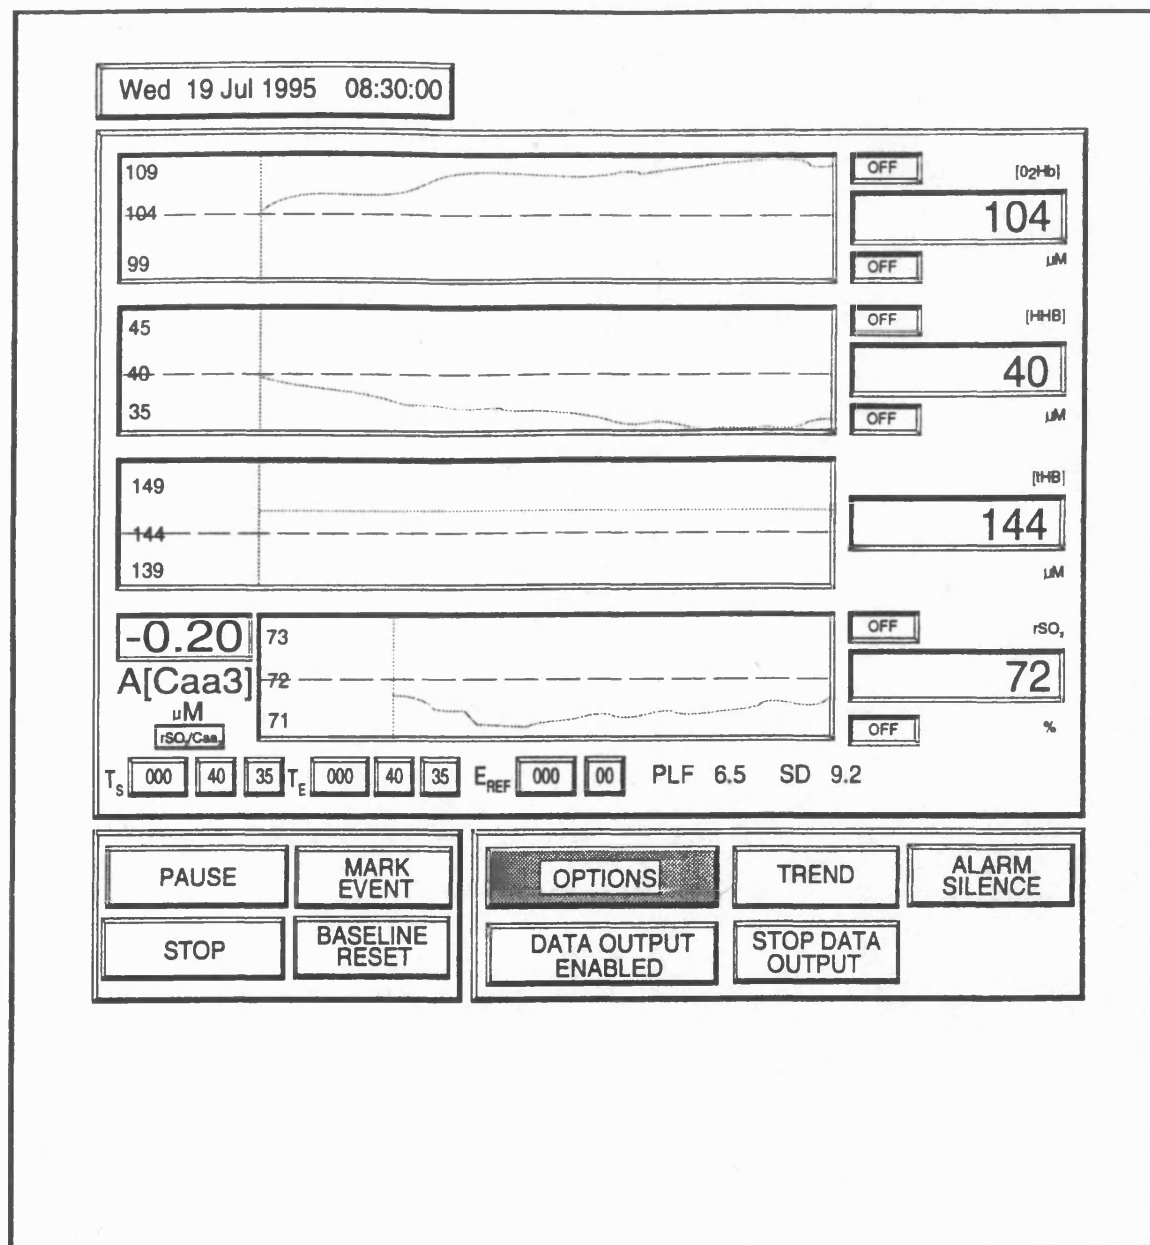 Wed 19 Jul 1995 08:30:00
109
104
99
OFF
[02Hb]
104
OFF
µM
45
40
35
OFF
[HHB]
40
OFF
µM
149
144
139
[tHB]
144
µM
-0.20
A[Caa3]
µM
73
72
71
OFF
rSO₂
72
OFF
%
TS 000 40 35 TE 000 40 35 EREF 000 00 PLF 6.5 SD 9.2
PAUSE
MARK
EVENT
STOP
BASELINE
RESET
OPTIONS
TREND
ALARM
SILENCE
DATA OUTPUT
ENABLED
STOP DATA
OUTPUT